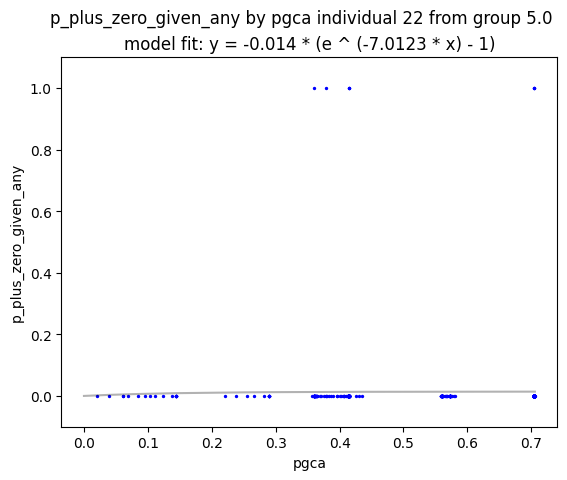 p_plus_zero_given_any by pgca individual 22 from group 5.0
model fit: y = -0.014 * (e ^ (-7.0123 * x) - 1)
1.0
0.8
0.6
0.4
0.2
0.0
p_plus_zero_given_any
0.0 0.1 0.2 0.3 0.4 0.5 0.6 0.7
pgca